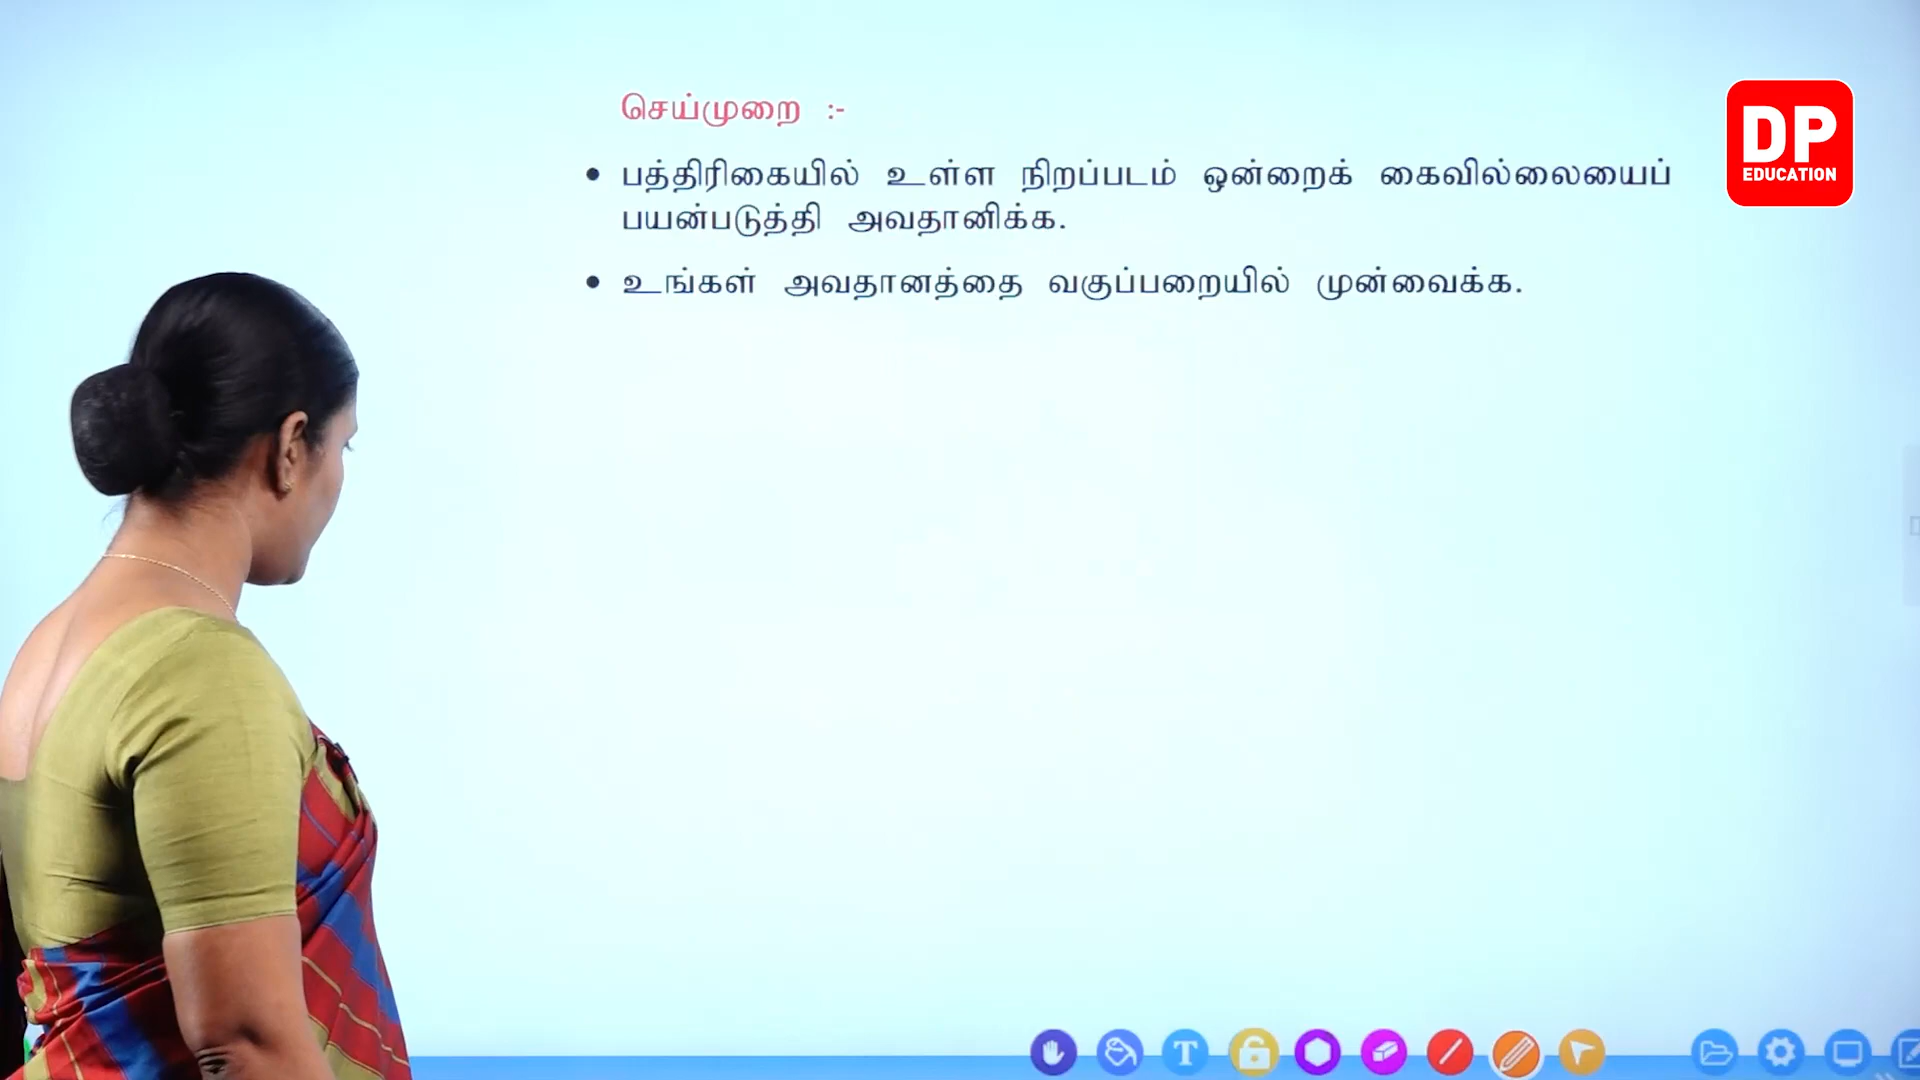 செய்முறை :-
• பத்திரிகையில் உள்ள நிறப்படம் ஒன்றைக் கைவில்லையைப்
பயன்படுத்தி அவதானிக்க.
• உங்கள் அவதானத்தை வகுப்பறையில் முன்வைக்க.
DP
EDUCATION
T